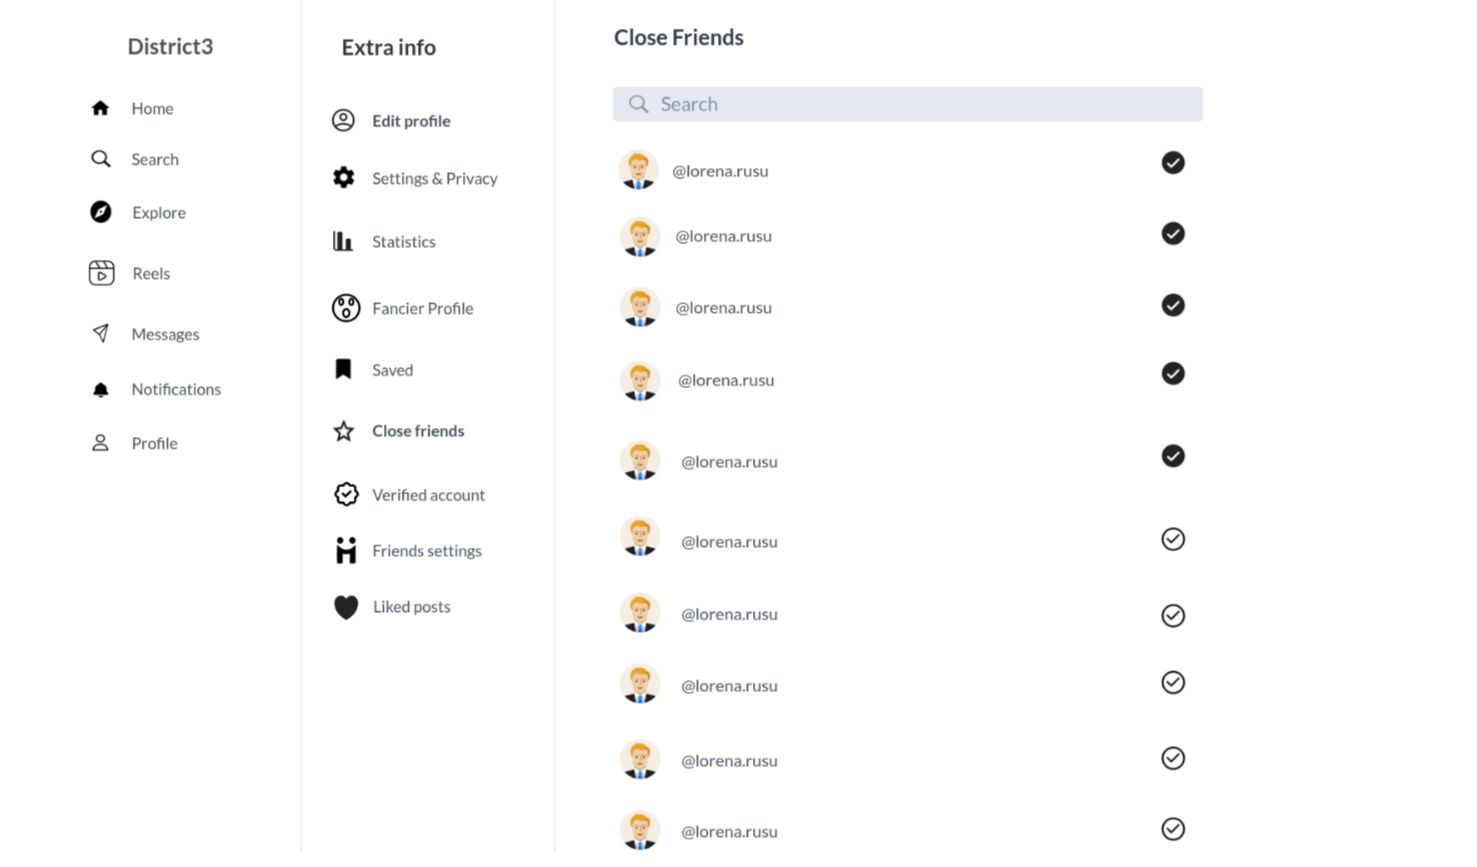 District3
Home
Search
Explore
Reels
Messages
Notifications
Profile
Extra info
Edit profile
Settings & Privacy
Statistics
Fancier Profile
Saved
Close friends
Verified account
Friends settings
Liked posts
Close Friends
Search
@lorena.rusu
@lorena.rusu
@lorena.rusu
@lorena.rusu
@lorena.rusu
@lorena.rusu
@lorena.rusu
@lorena.rusu
@lorena.rusu
@lorena.rusu